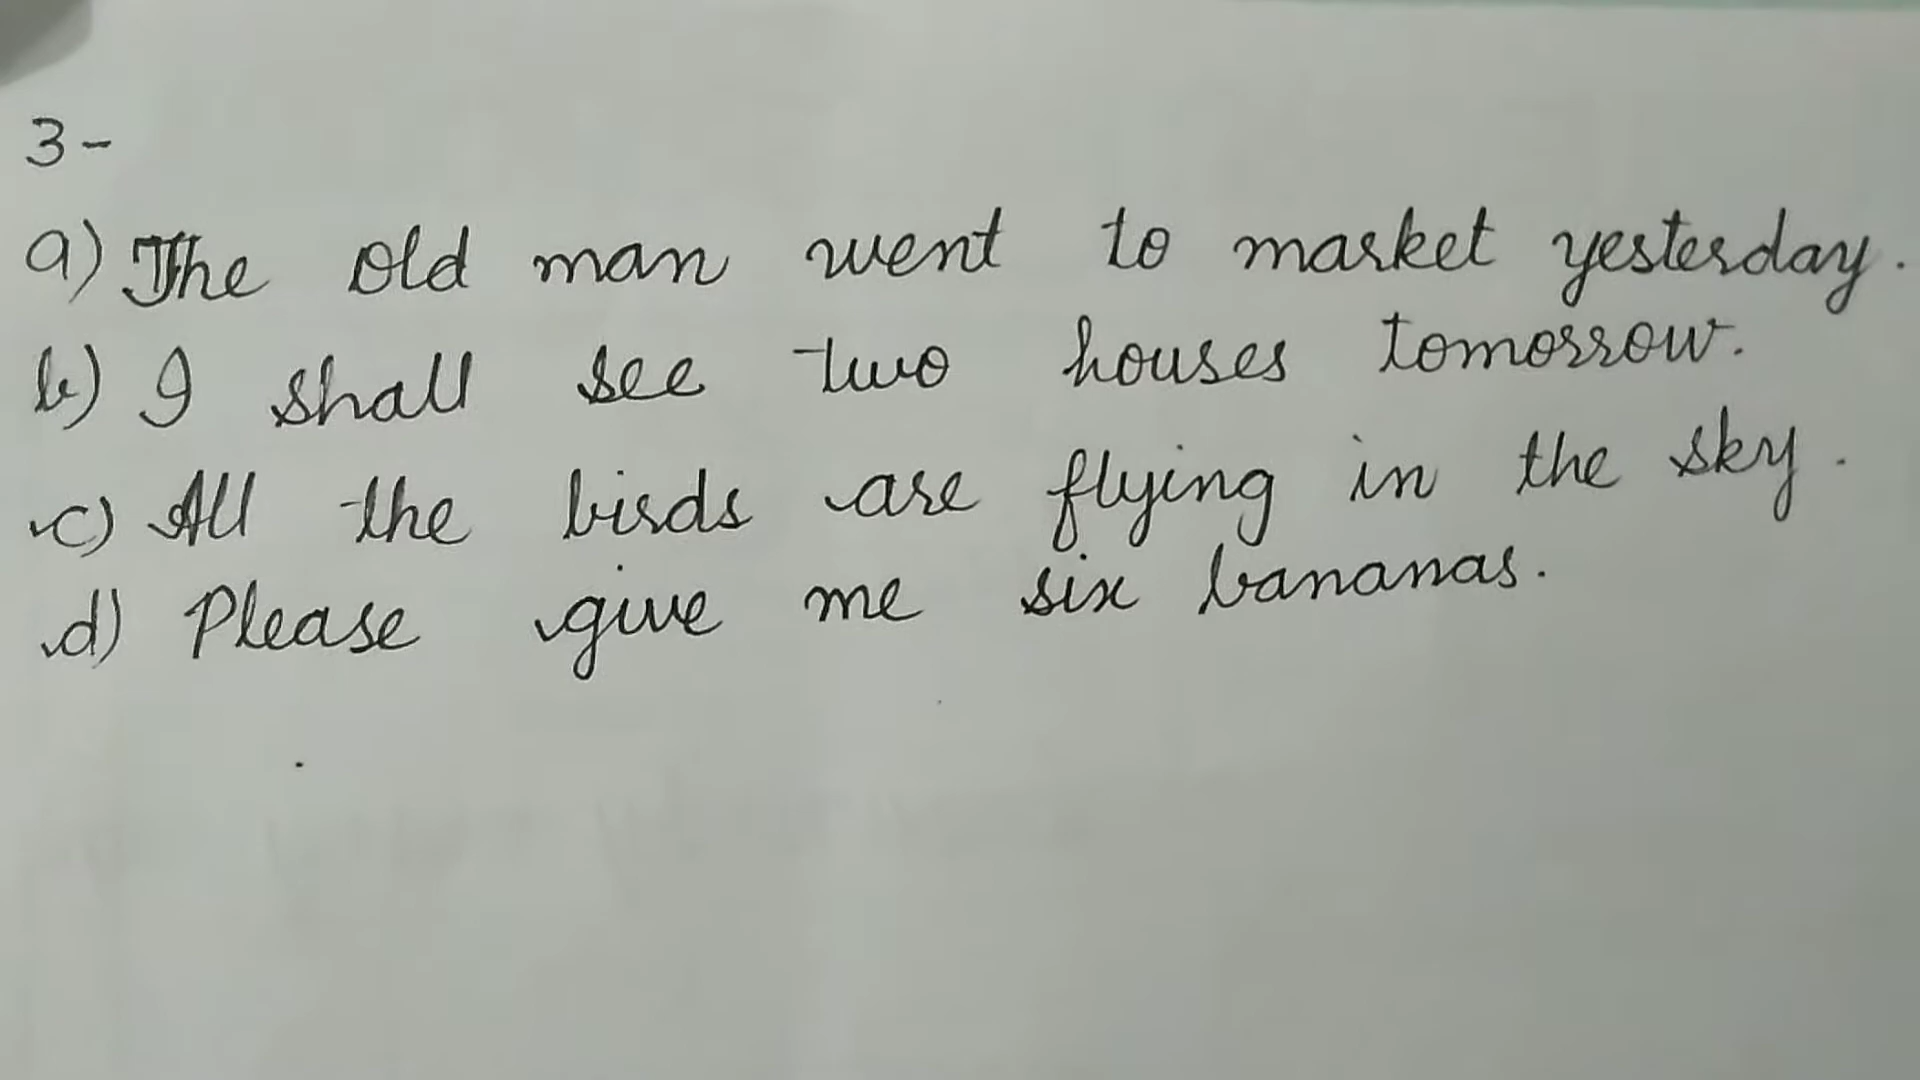 3-
a) The old man went to market yesterday.
b) I shall see two houses tomorrow.
c) All the birds are flying in the sky.
d) Please give me six bananas.